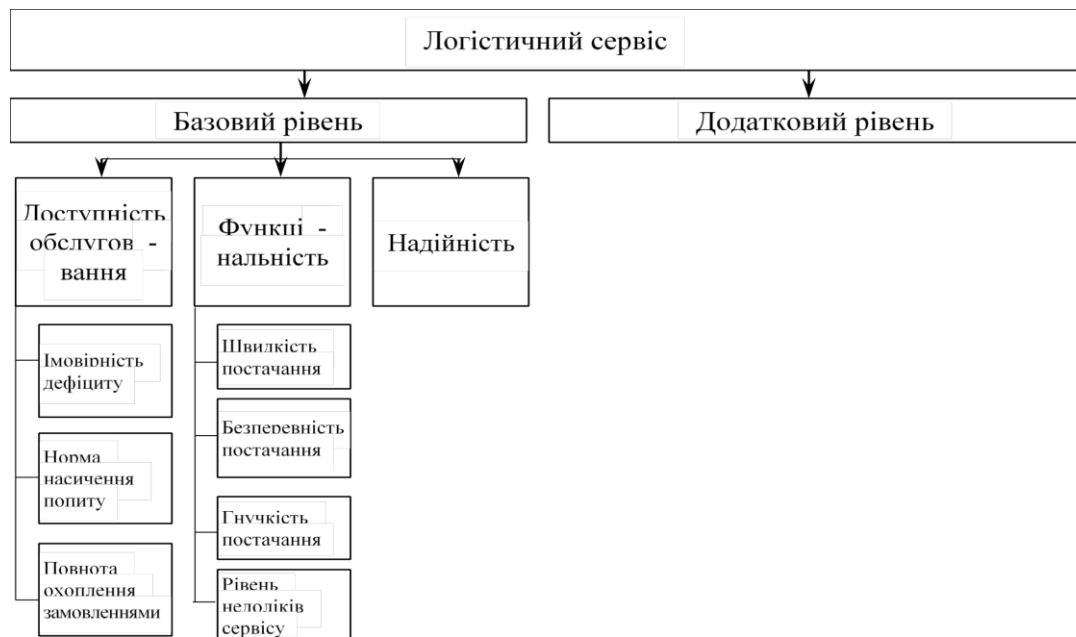 Логістичний сервіс
Базовий рівень
Додатковий рівень
Доступність
обслугов -
вання
Функці -
нальність
Надійність
Імовірність
дефіциту
Норма
насичення
попиту
Повнота
охоплення
замовленнями
Швидкість
постачання
Безперевність
постачання
Гнучкість
постачання
Рівень
недоліків
сервісу